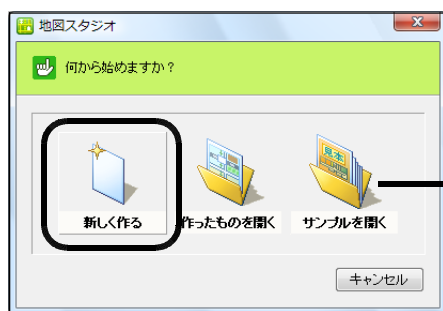 地図スタジオ
何から始めますか？
見本
新しく作る
作ったものを開く
サンプルを開く
キャンセル